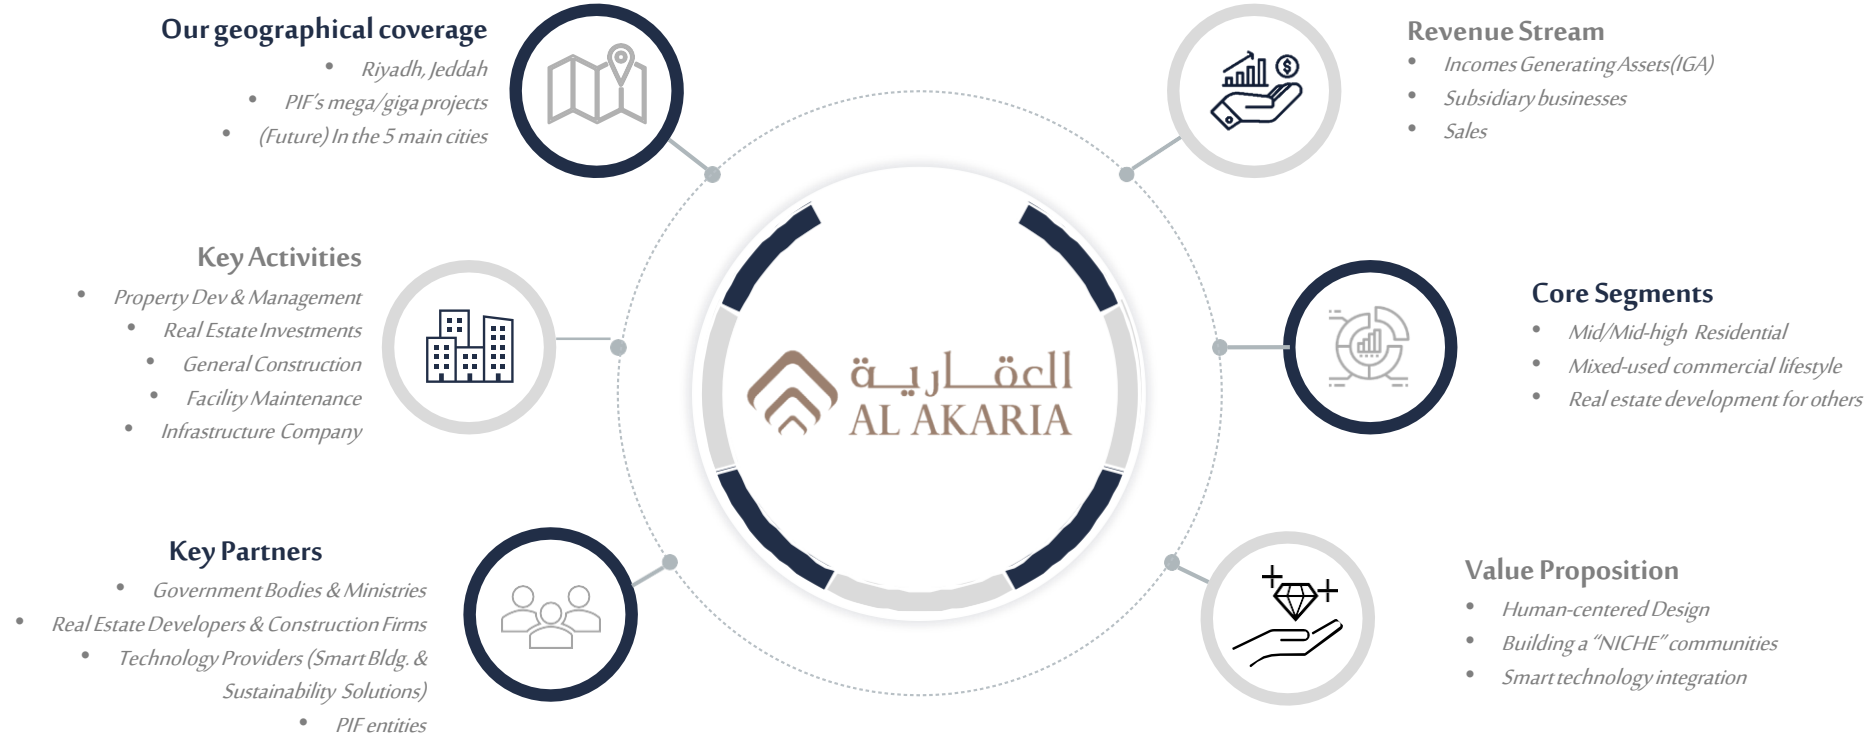 Our geographical coverage
• Riyadh, Jeddah
• PIF's mega/giga projects
• (Future) In the 5 main cities
Key Activities
• Property Dev & Management
• Real Estate Investments
• General Construction
• Facility Maintenance
• Infrastructure Company
Key Partners
• Government Bodies & Ministries
• Real Estate Developers & Construction Firms
• Technology Providers (Smart Bldg. &
Sustainability Solutions)
• PIF entities
العقارية
AL AKARIA
Revenue Stream
• Incomes Generating Assets(IGA)
• Subsidiary businesses
• Sales
Core Segments
• Mid/Mid-high Residential
• Mixed-used commercial lifestyle
• Real estate development for others
Value Proposition
• Human-centered Design
• Building a “NICHE” communities
• Smart technology integration